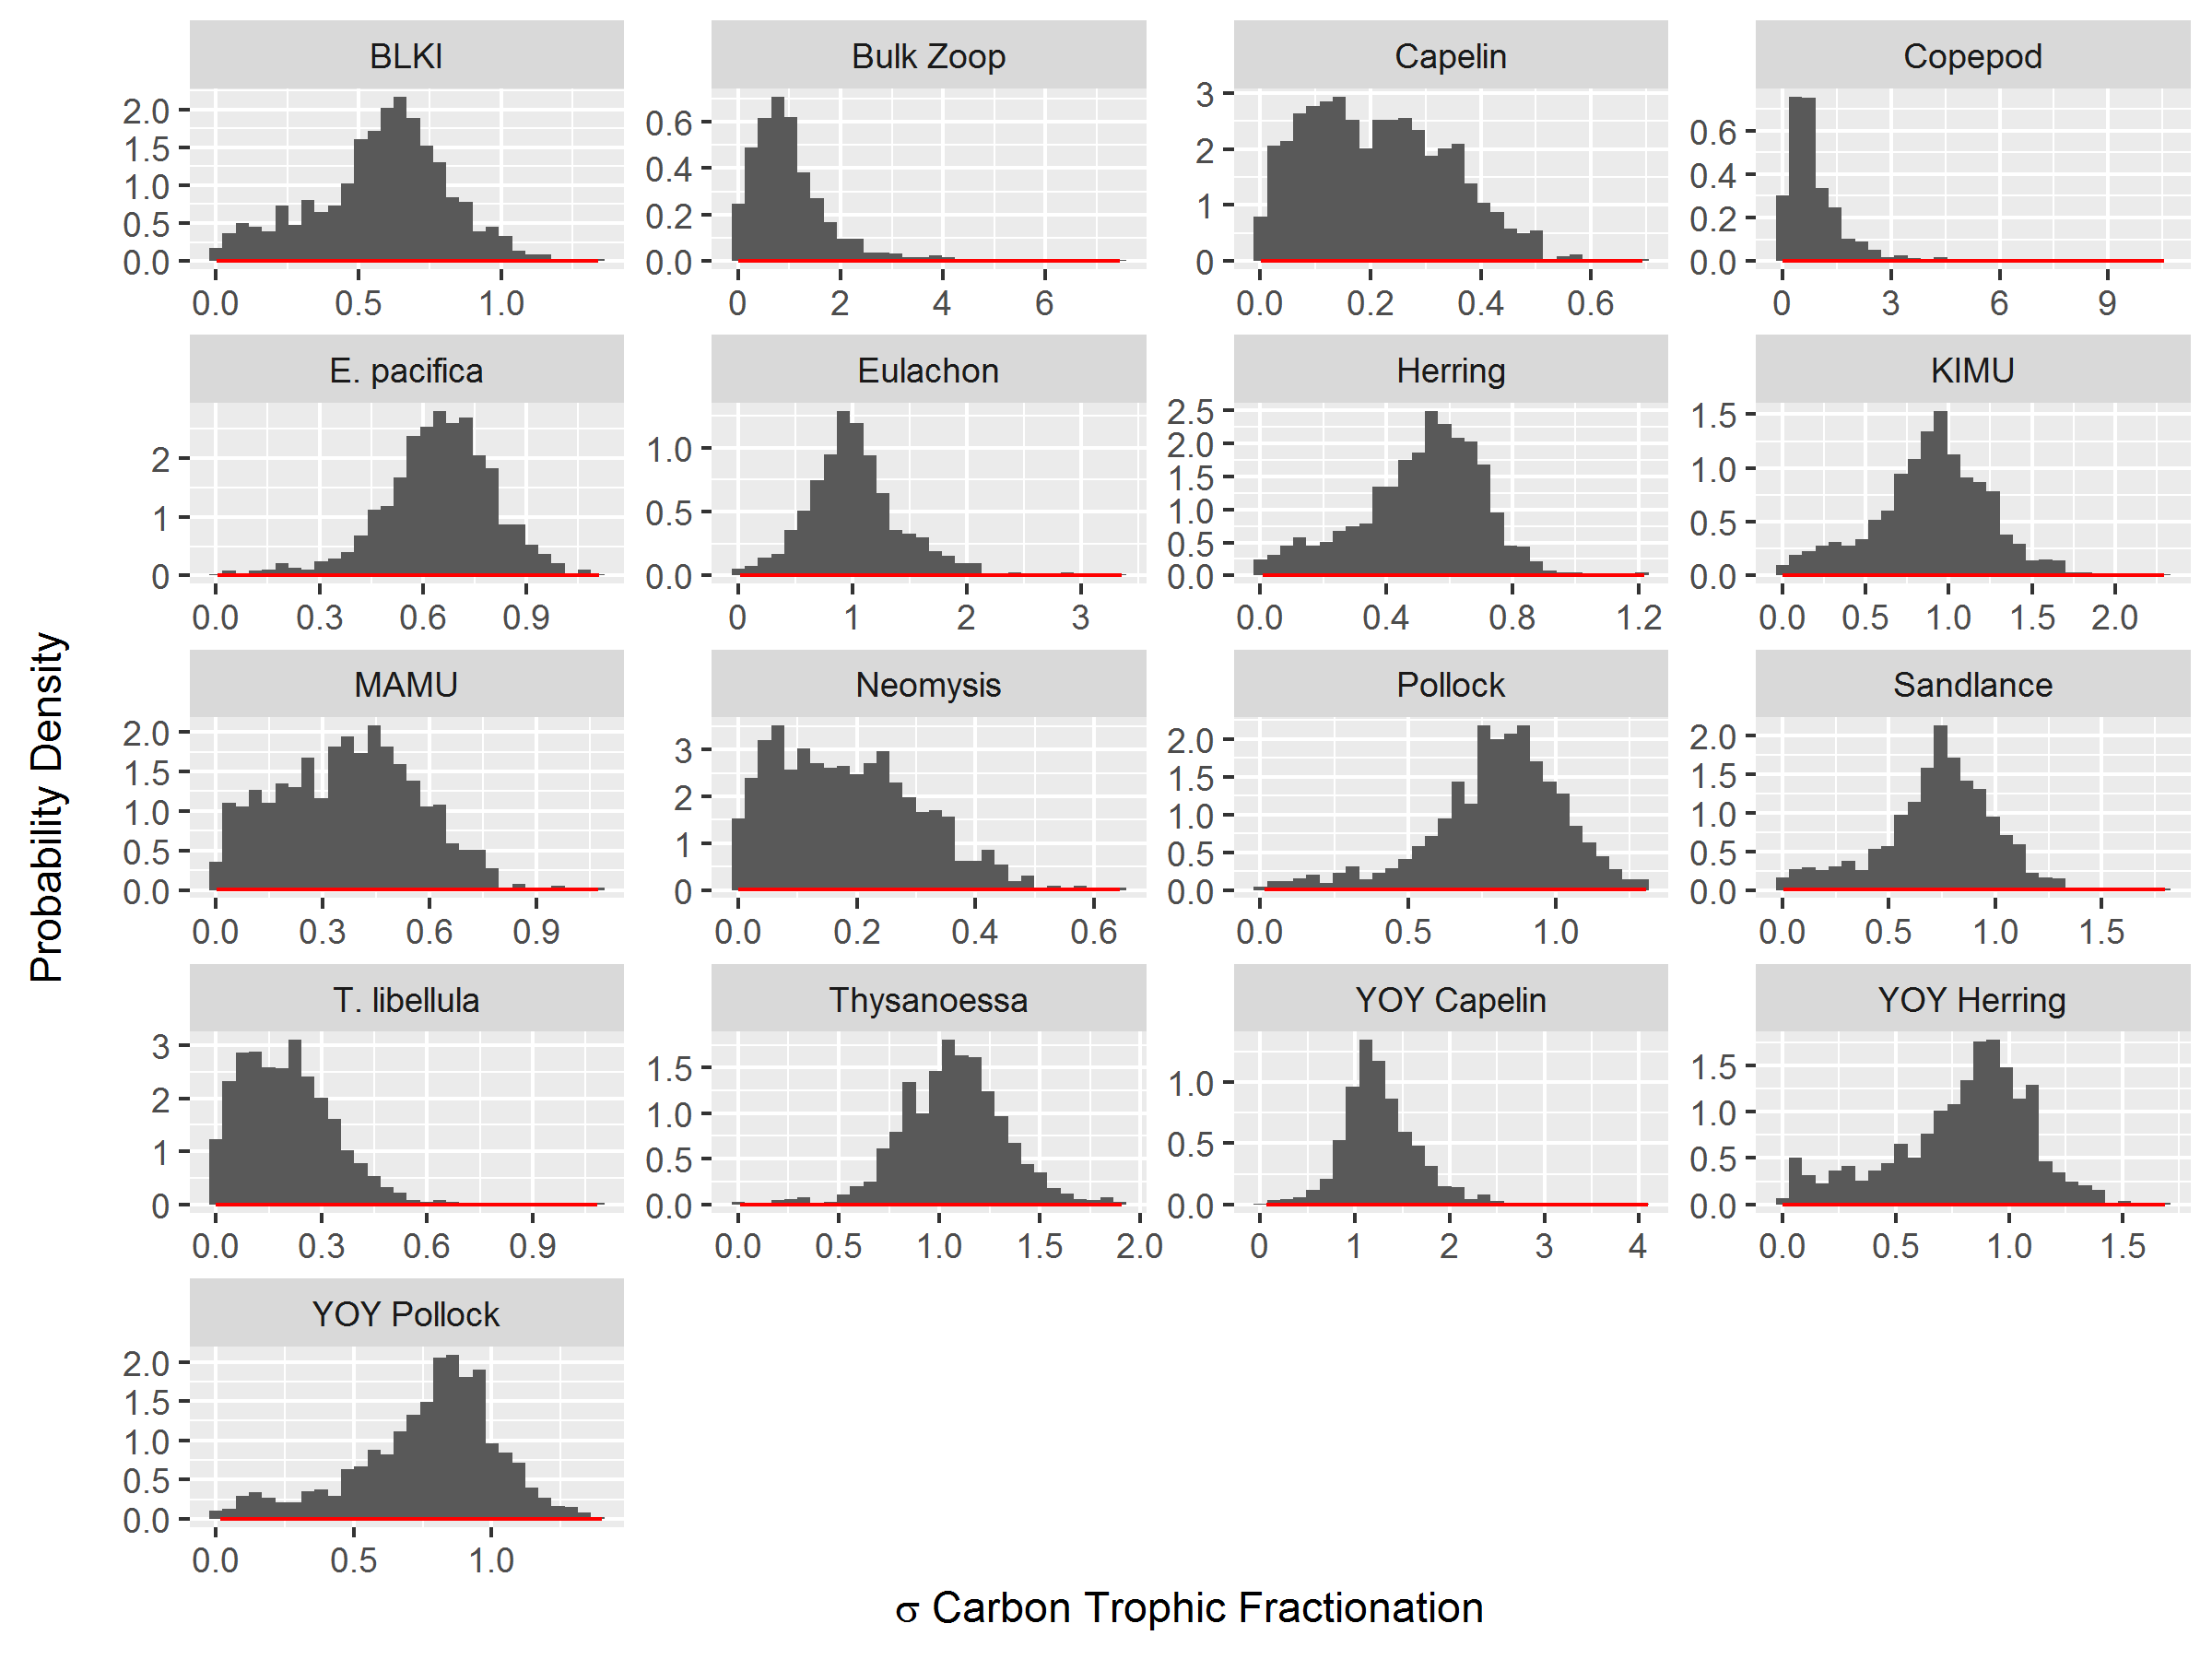 BLKI Bulk Zoop Capelin Copepod
2.0 1.5 1.0 0.5 0.0
0.6 0.4 0.2 0.0
3 2 1 0
0.6 0.4 0.2 0.0
0.0 0.5 1.0 0 2 4 6 0.0 0.2 0.4 0.6 0 3 6 9
E. pacifica Eulachon Herring KIMU
2 1 0
1.0 0.5 0.0
2.5 2.0 1.5 1.0 0.5 0.0
1.5 1.0 0.5 0.0
0.0 0.3 0.6 0.9 0 1 2 3 0.0 0.4 0.8 1.2 0.0 0.5 1.0 1.5 2.0
Probability Density
MAMU Neomysis Pollock Sandlance
2.0 1.5 1.0 0.5 0.0
3 2 1 0
2.0 1.5 1.0 0.5 0.0
2.0 1.5 1.0 0.5 0.0
0.0 0.3 0.6 0.9 0.0 0.2 0.4 0.6 0.0 0.5 1.0 0.0 0.5 1.0 1.5
T. libellula Thysanoessa YOY Capelin YOY Herring
3 2 1 0
1.5 1.0 0.5 0.0
1.0 0.5 0.0
1.5 1.0 0.5 0.0
0.0 0.3 0.6 0.9 0.0 0.5 1.0 1.5 2.0 0 1 2 3 4 0.0 0.5 1.0 1.5
YOY Pollock
2.0 1.5 1.0 0.5 0.0
0.0 0.5 1.0
σ Carbon Trophic Fractionation